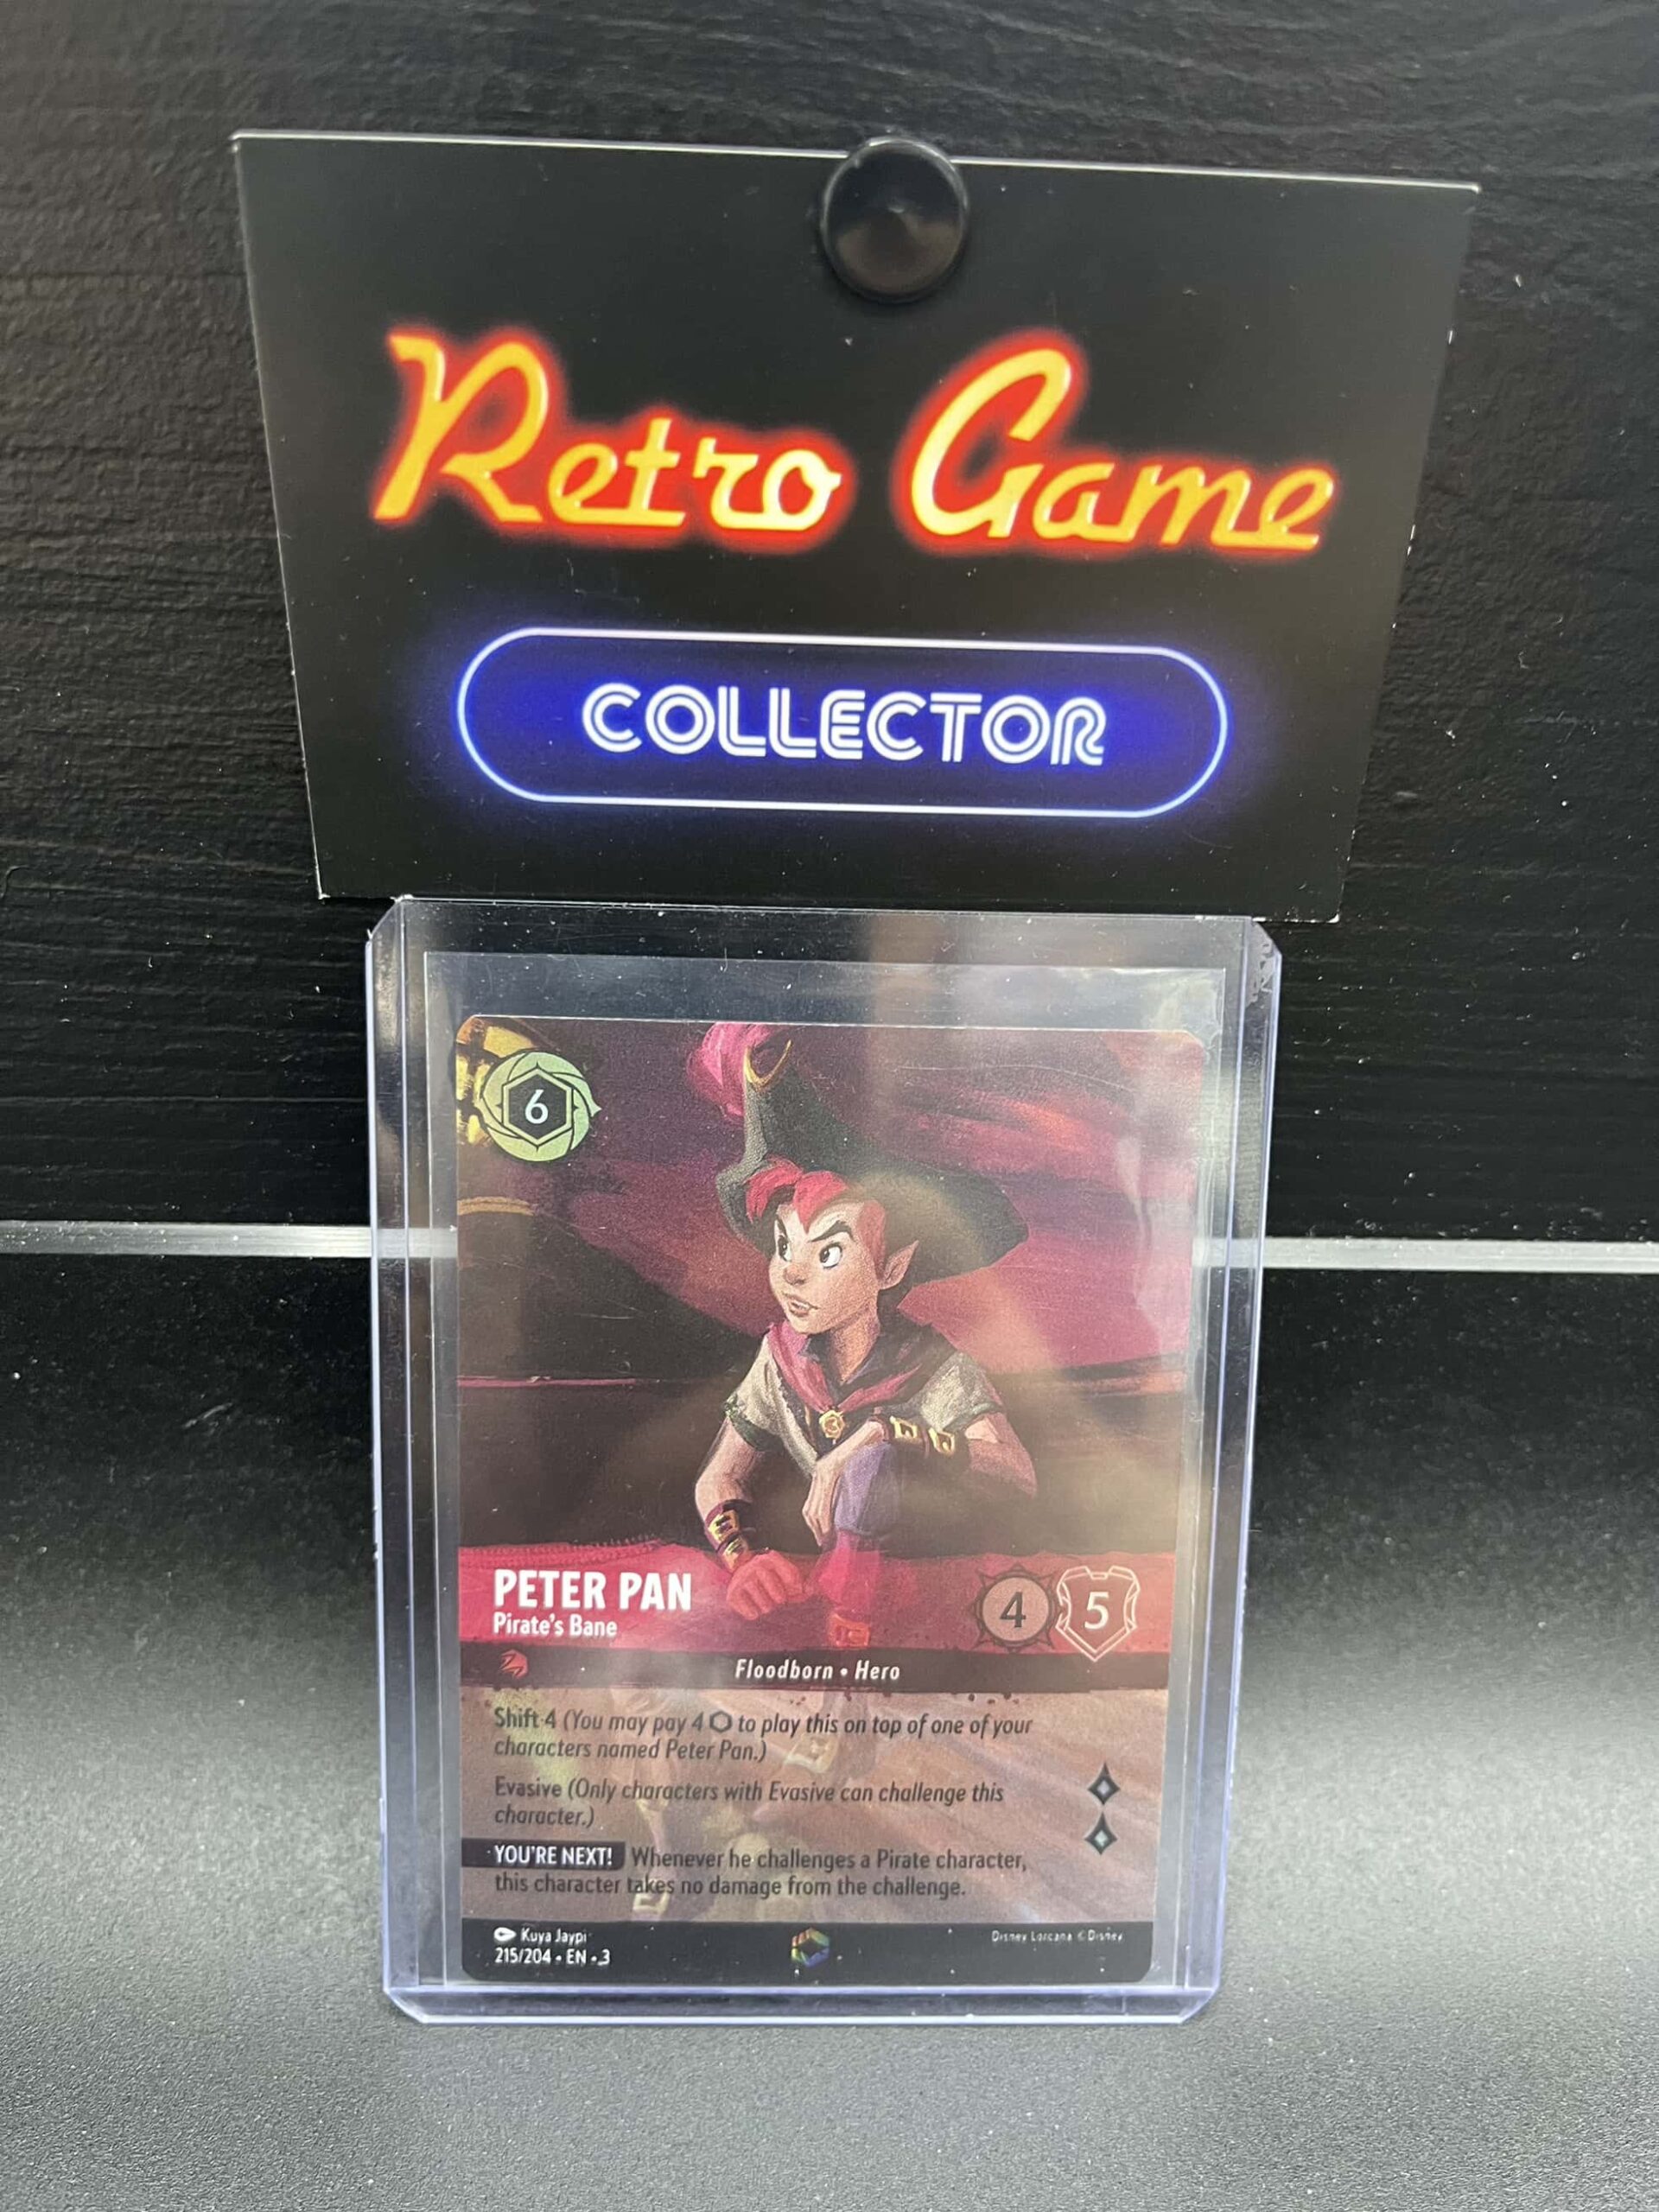 Retro Game
COLLECTOR
6
PETER PAN
Pirate's Bane
4 5
Floodborn • Hero
Shift 4 (You may pay 4 ⬡ to play this on top of one of your
characters named Peter Pan.)
Evasive (Only characters with Evasive can challenge this
character.)
YOU'RE NEXT! Whenever he challenges a Pirate character,
this character takes no damage from the challenge.
Kuya Jaypi
215/204 • EN • 3
Disney Lorcana © Disney